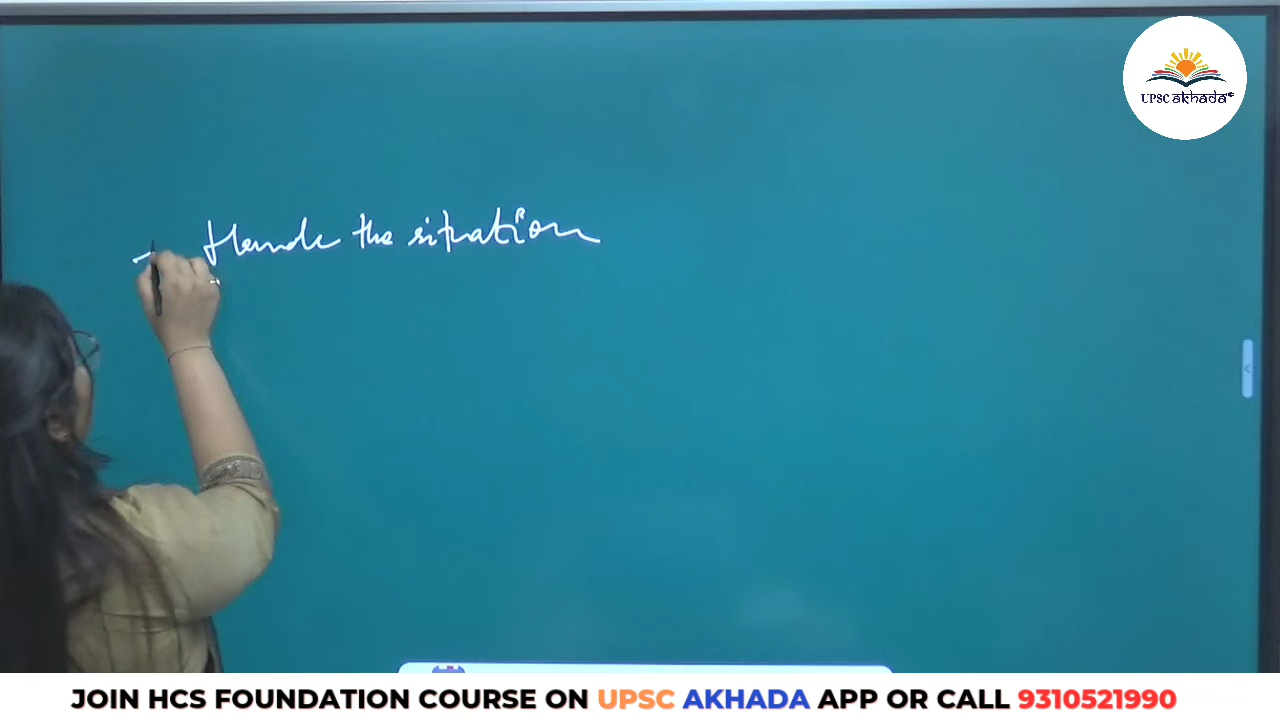 UPSC akhada
Handle the situation
JOIN HCS FOUNDATION COURSE ON UPSC AKHADA APP OR CALL 9310521990